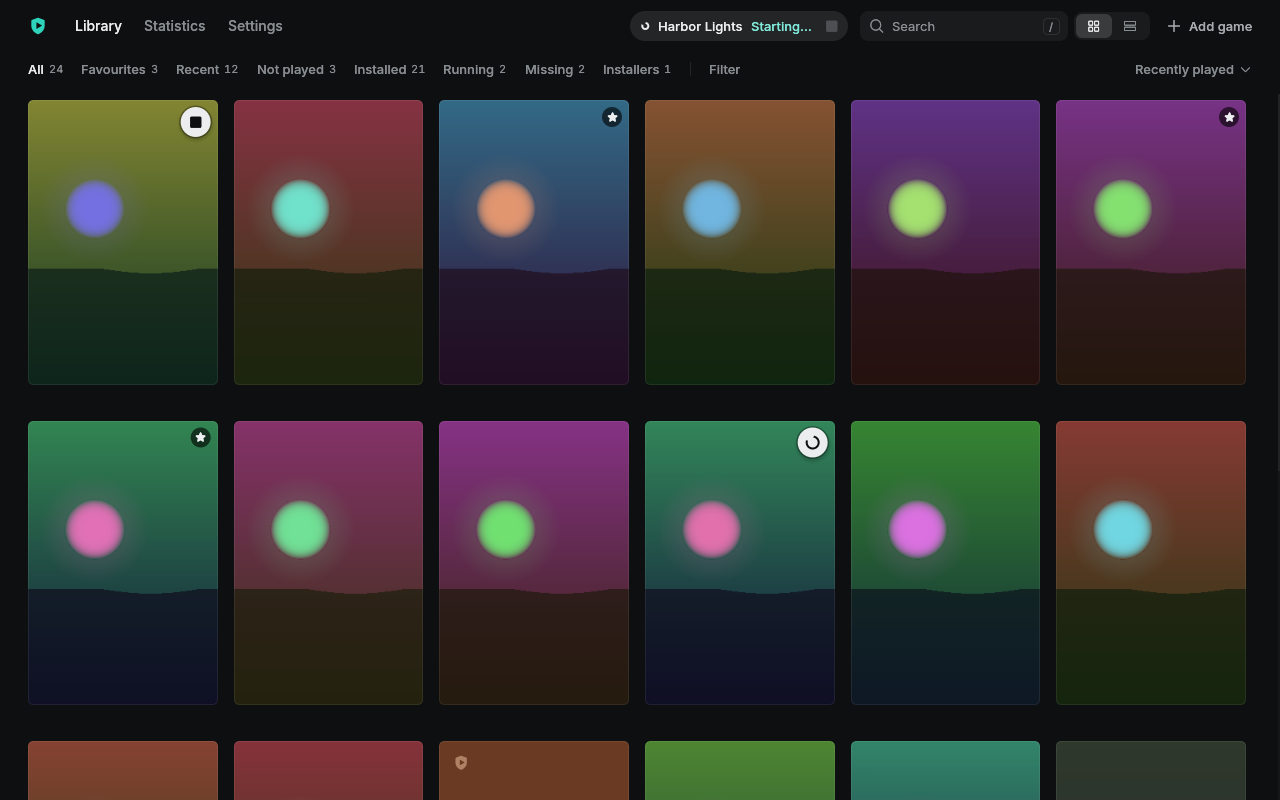 Library Statistics Settings Harbor Lights Starting... Search / Add game
All 24 Favourites 3 Recent 12 Not played 3 Installed 21 Running 2 Missing 2 Installers 1 Filter Recently played